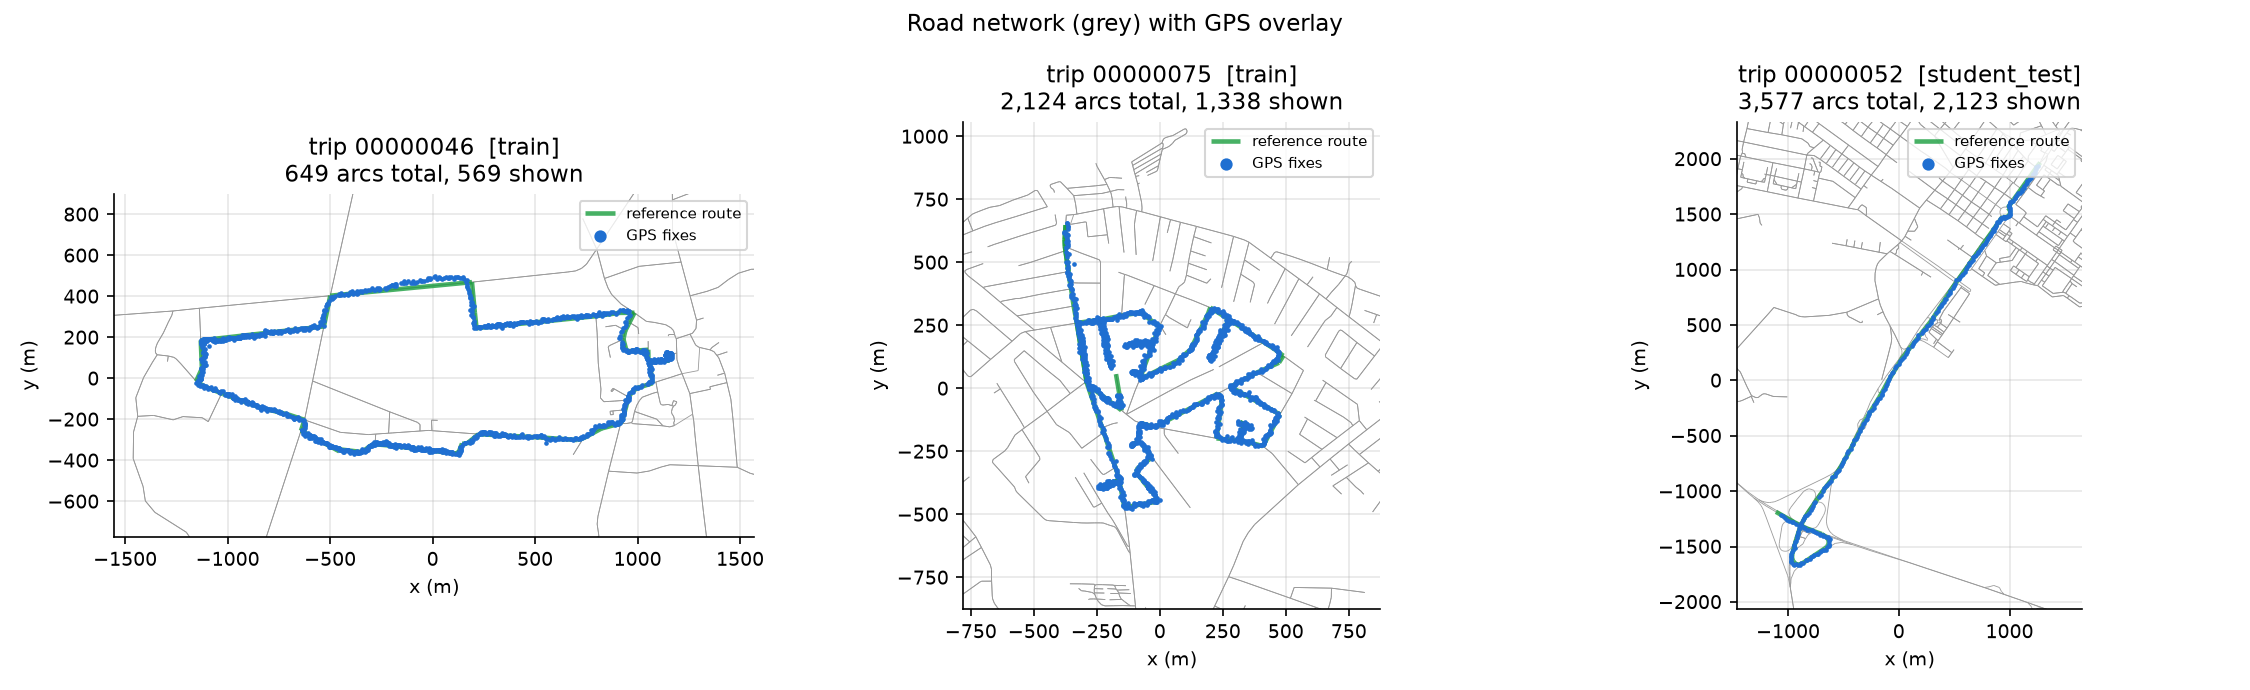 Road network (grey) with GPS overlay
trip 00000046  [train]
649 arcs total, 569 shown
reference route
GPS fixes
800
600
400
200
0
−200
−400
−600
−1500
−1000
−500
0
500
1000
1500
x (m)
y (m)
trip 00000075  [train]
2,124 arcs total, 1,338 shown
reference route
GPS fixes
1000
750
500
250
0
−250
−500
−750
−750
−500
−250
0
250
500
750
x (m)
y (m)
trip 00000052  [student_test]
3,577 arcs total, 2,123 shown
reference route
GPS fixes
2000
1500
1000
500
0
−500
−1000
−1500
−2000
−1000
0
1000
x (m)
y (m)